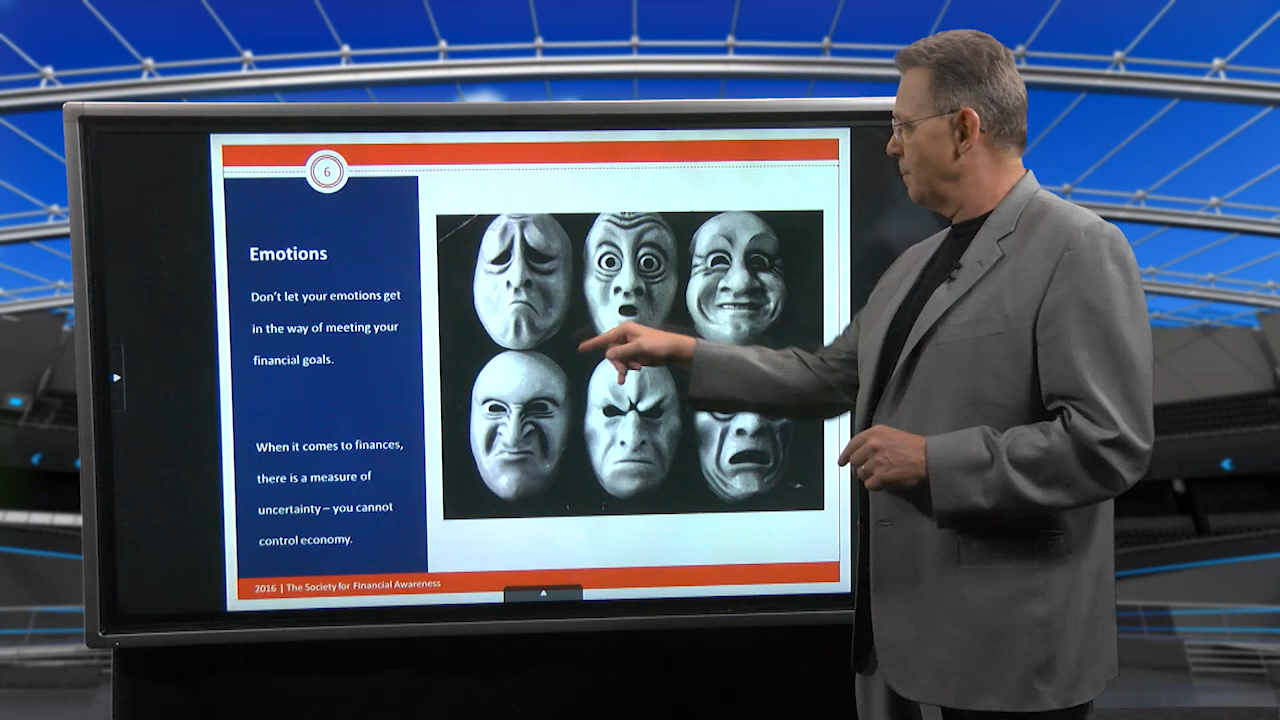 6
Emotions
Don't let your emotions get
in the way of meeting your
financial goals.
When it comes to finances,
there is a measure of
uncertainty – you cannot
control economy.
2016 | The Society for Financial Awareness